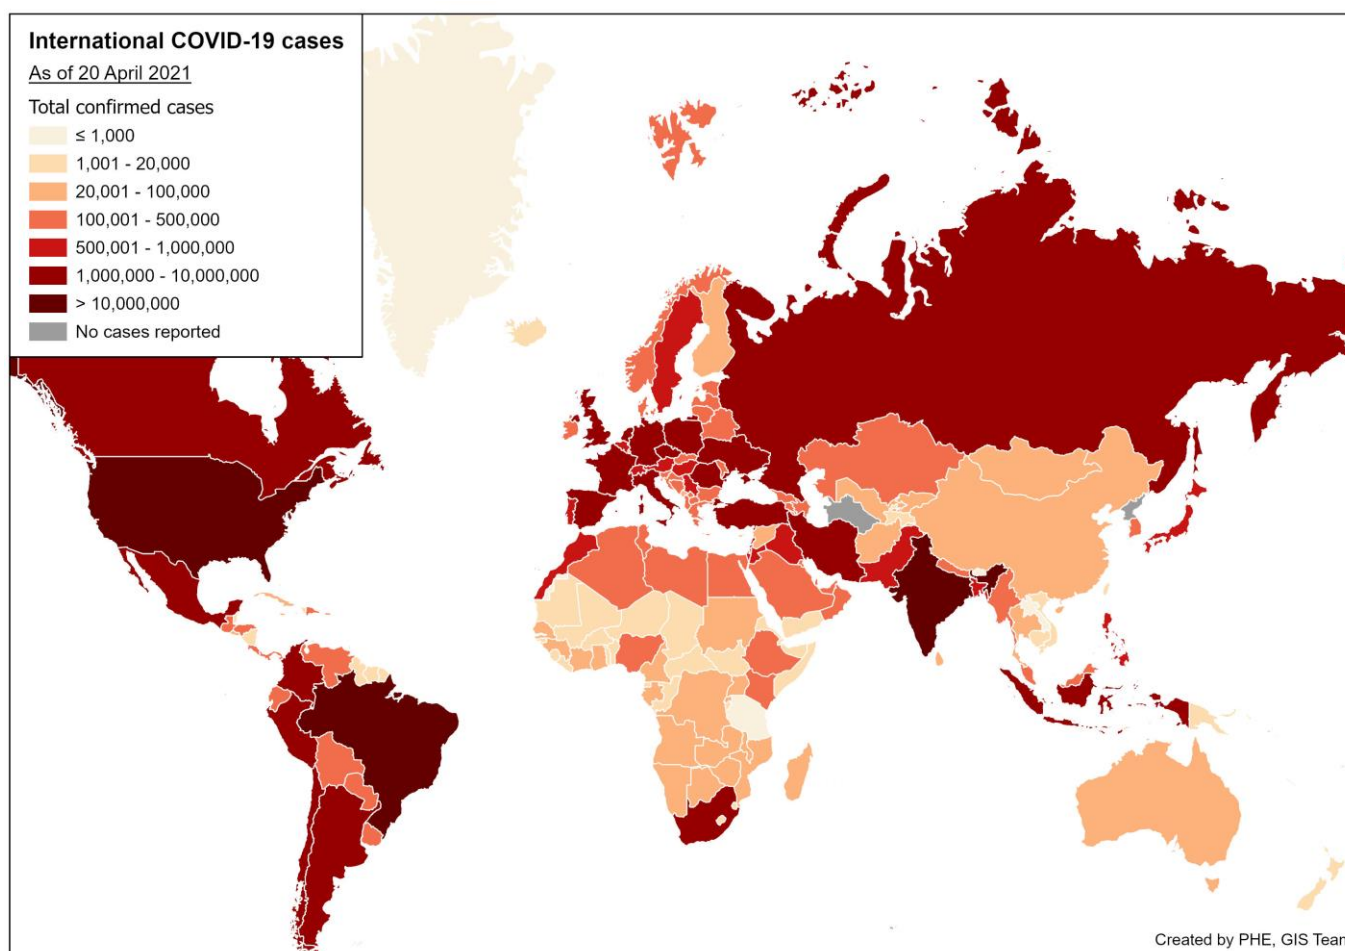 International COVID-19 cases
As of 20 April 2021
Total confirmed cases
≤ 1,000
1,001 - 20,000
20,001 - 100,000
100,001 - 500,000
500,001 - 1,000,000
1,000,000 - 10,000,000
> 10,000,000
No cases reported
Created by PHE, GIS Team